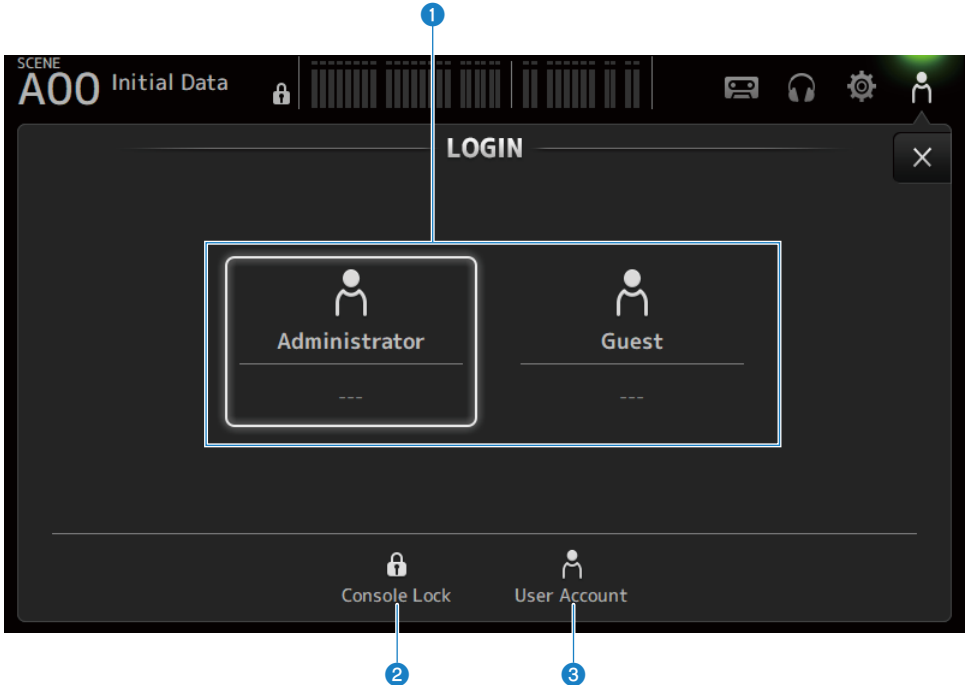 1
SCENE
A00 Initial Data
LOGIN
Administrator
Guest
---
---
Console Lock
User Account
2
3